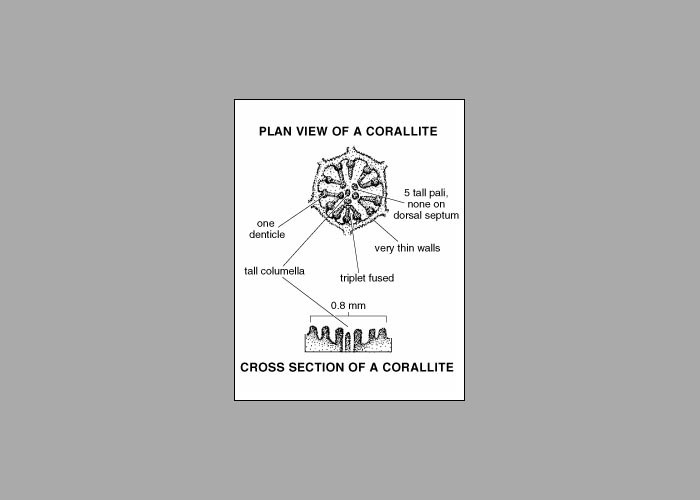 PLAN VIEW OF A CORALLITE
5 tall pali,
none on
dorsal septum
one
denticle
very thin walls
tall columella
triplet fused
0.8 mm
CROSS SECTION OF A CORALLITE